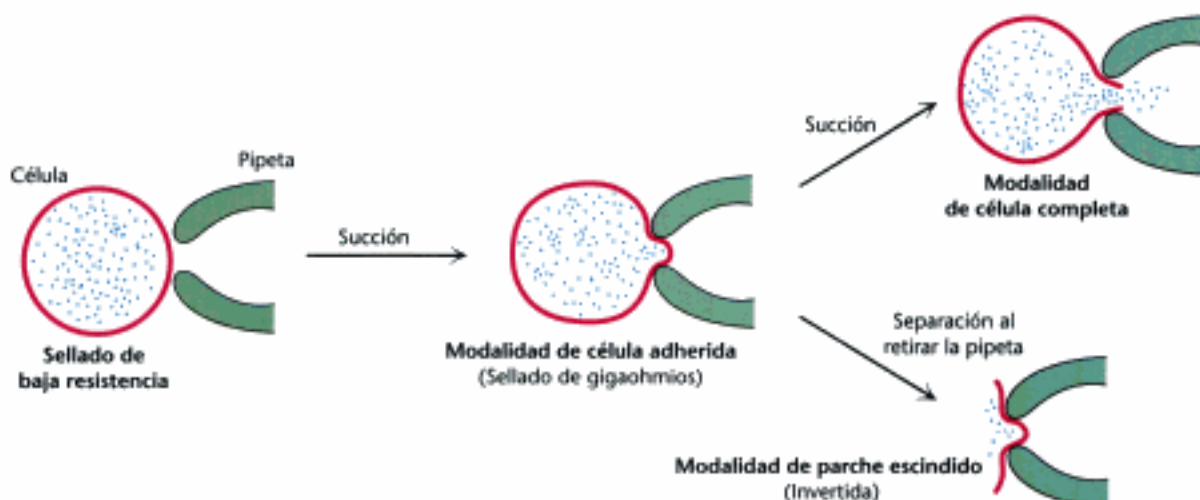 Célula
Pipeta
Sellado de
baja resistencia
Succión
Modalidad de célula adherida
(Sellado de gigaohmios)
Succión
Modalidad
de célula completa
Separación al
retirar la pipeta
Modalidad de parche escindido
(Invertida)